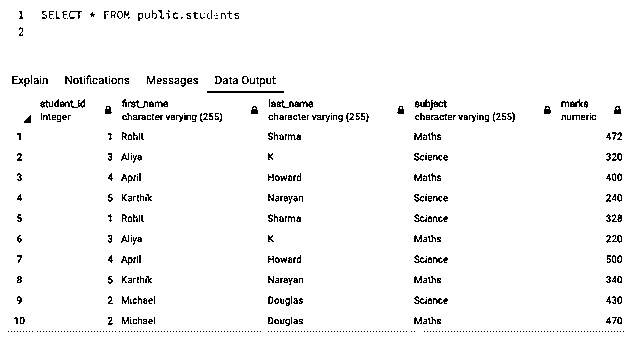 1 SELECT * FROM public.students
2
Explain Notifications Messages Data Output
student_id first_name last_name subject marks
integer character varying (255) character varying (255) character varying (255) numeric
1 1 Rohit Sharma Maths 472
2 3 Aliya K Science 320
3 4 April Howard Maths 400
4 5 Karthik Narayan Science 240
5 1 Rohit Sharma Science 328
6 3 Aliya K Maths 220
7 4 April Howard Science 500
8 5 Karthik Narayan Maths 340
9 2 Michael Douglas Science 430
10 2 Michael Douglas Maths 470